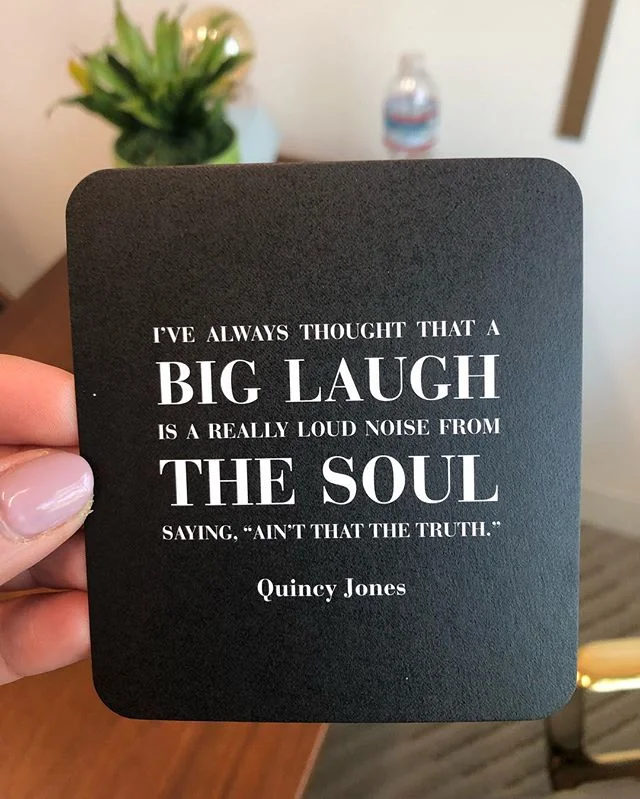 I'VE ALWAYS THOUGHT THAT A
BIG LAUGH
IS A REALLY LOUD NOISE FROM
THE SOUL
SAYING, “AIN'T THAT THE TRUTH.”
Quincy Jones